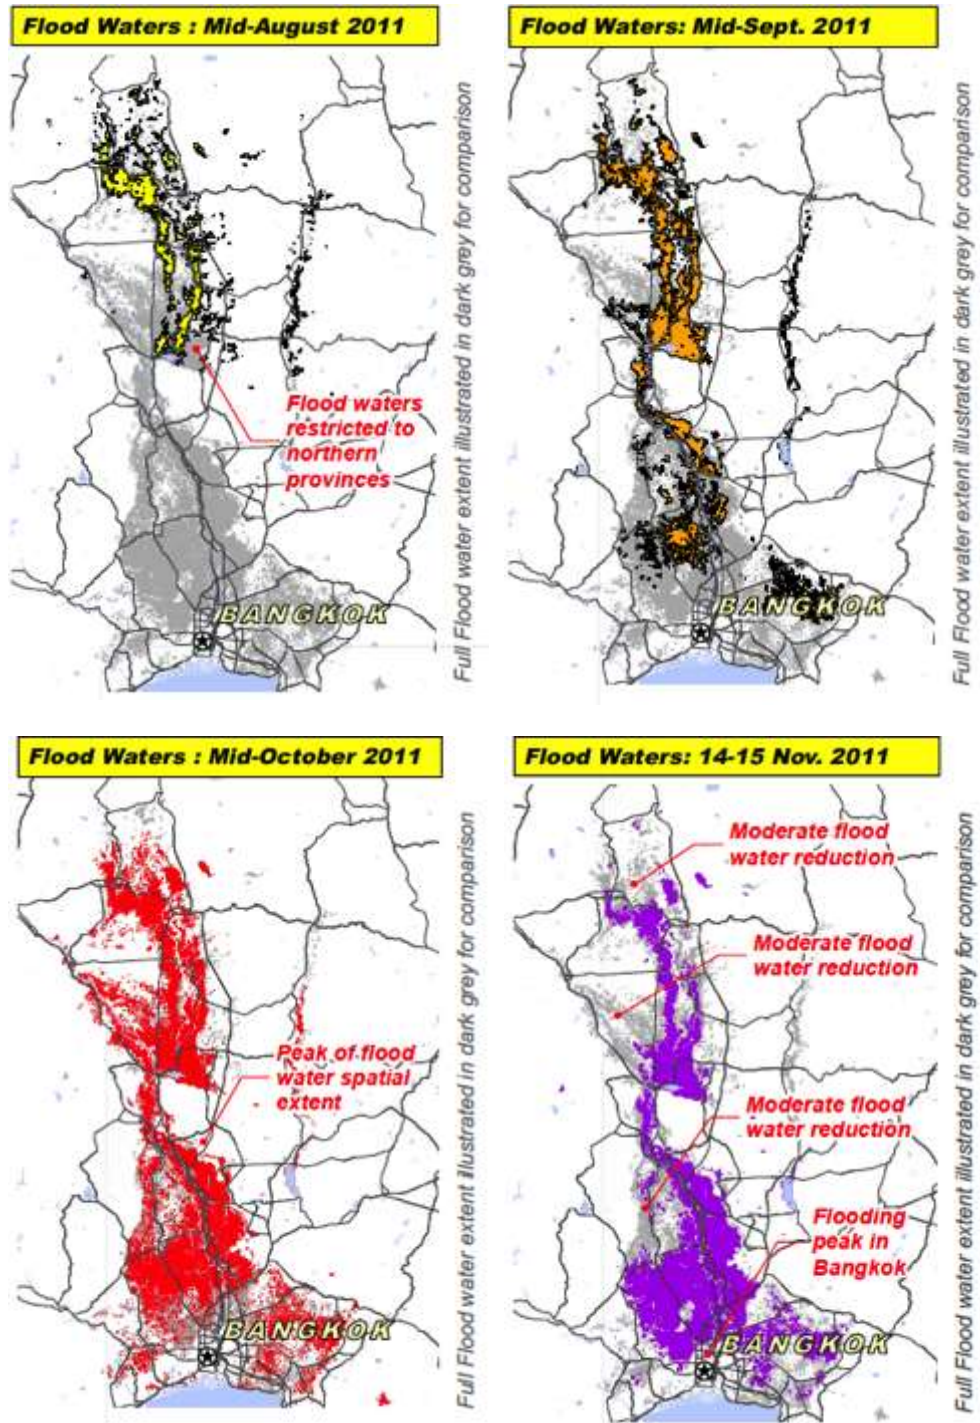 Flood Waters : Mid-August 2011
Full Flood water extent illustrated in dark grey for comparison
Flood waters
restricted to
northern
provinces
BANGKOK
Flood Waters: Mid-Sept. 2011
Full Flood water extent illustrated in dark grey for comparison
BANGKOK
Flood Waters : Mid-October 2011
Full Flood water extent illustrated in dark grey for comparison
Peak of flood
water spatial
extent
BANGKOK
Flood Waters: 14-15 Nov. 2011
Full Flood water extent illustrated in dark grey for comparison
Moderate flood
water reduction
Moderate flood
water reduction
Moderate flood
water reduction
Flooding
peak in
Bangkok
BANGKOK